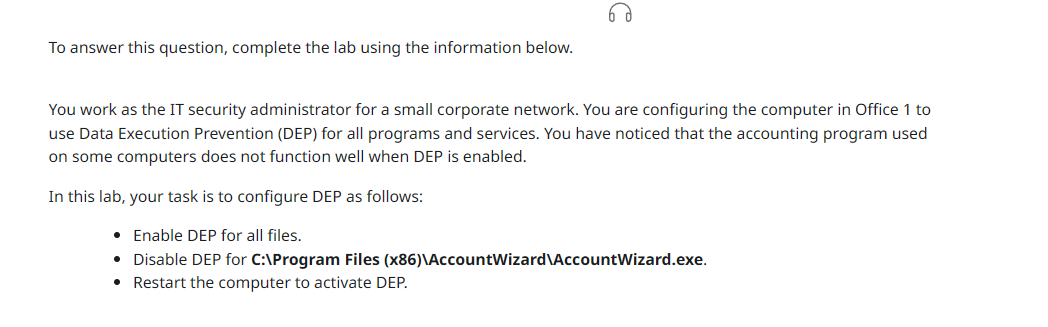 To answer this question, complete the lab using the information below.
You work as the IT security administrator for a small corporate network. You are configuring the computer in Office 1 to
use Data Execution Prevention (DEP) for all programs and services. You have noticed that the accounting program used
on some computers does not function well when DEP is enabled.
In this lab, your task is to configure DEP as follows:
• Enable DEP for all files.
• Disable DEP for C:\Program Files (x86)\AccountWizard\AccountWizard.exe.
• Restart the computer to activate DEP.